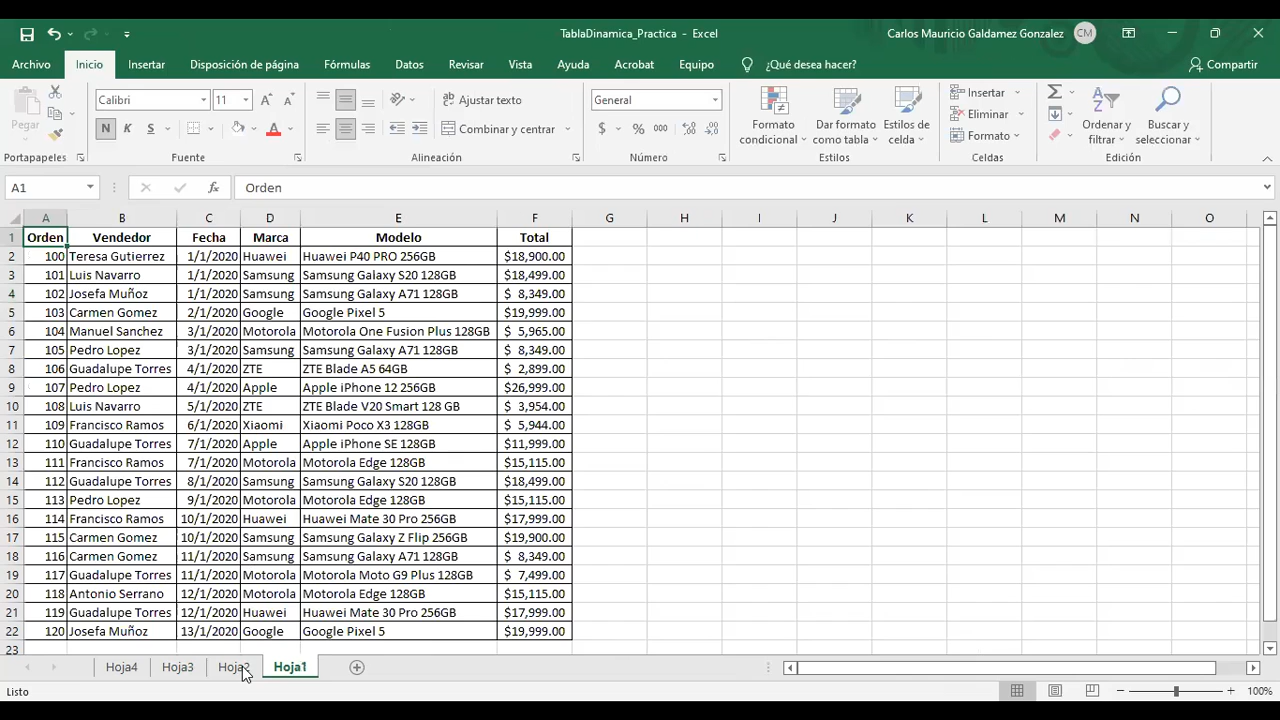 TablaDinamica_Practica - Excel
Carlos Mauricio Galdamez Gonzalez CM
Archivo Inicio Insertar Disposición de página Fórmulas Datos Revisar Vista Ayuda Acrobat Equipo ¿Qué desea hacer? Compartir
Calibri 11 Ajustar texto General Insertar
Pegar N K S Combinar y centrar $ % 000 Formato condicional Dar formato como tabla Estilos de celda Eliminar Formato Ordenar y filtrar Buscar y seleccionar
Portapapeles Fuente Alineación Número Estilos Celdas Edición
A1 fx Orden
A B C D E F G H I J K L M N O
1 Orden Vendedor Fecha Marca Modelo Total
2 100 Teresa Gutierrez 1/1/2020 Huawei Huawei P40 PRO 256GB $18,900.00
3 101 Luis Navarro 1/1/2020 Samsung Samsung Galaxy S20 128GB $18,499.00
4 102 Josefa Muñoz 1/1/2020 Samsung Samsung Galaxy A71 128GB $ 8,349.00
5 103 Carmen Gomez 2/1/2020 Google Google Pixel 5 $19,999.00
6 104 Manuel Sanchez 3/1/2020 Motorola Motorola One Fusion Plus 128GB $ 5,965.00
7 105 Pedro Lopez 3/1/2020 Samsung Samsung Galaxy A71 128GB $ 8,349.00
8 106 Guadalupe Torres 4/1/2020 ZTE ZTE Blade A5 64GB $ 2,899.00
9 107 Pedro Lopez 4/1/2020 Apple Apple iPhone 12 256GB $26,999.00
10 108 Luis Navarro 5/1/2020 ZTE ZTE Blade V20 Smart 128 GB $ 3,954.00
11 109 Francisco Ramos 6/1/2020 Xiaomi Xiaomi Poco X3 128GB $ 5,944.00
12 110 Guadalupe Torres 7/1/2020 Apple Apple iPhone SE 128GB $11,999.00
13 111 Francisco Ramos 7/1/2020 Motorola Motorola Edge 128GB $15,115.00
14 112 Guadalupe Torres 8/1/2020 Samsung Samsung Galaxy S20 128GB $18,499.00
15 113 Pedro Lopez 9/1/2020 Motorola Motorola Edge 128GB $15,115.00
16 114 Francisco Ramos 10/1/2020 Huawei Huawei Mate 30 Pro 256GB $17,999.00
17 115 Carmen Gomez 10/1/2020 Samsung Samsung Galaxy Z Flip 256GB $19,900.00
18 116 Carmen Gomez 11/1/2020 Samsung Samsung Galaxy A71 128GB $ 8,349.00
19 117 Guadalupe Torres 11/1/2020 Motorola Motorola Moto G9 Plus 128GB $ 7,499.00
20 118 Antonio Serrano 12/1/2020 Motorola Motorola Edge 128GB $15,115.00
21 119 Guadalupe Torres 12/1/2020 Huawei Huawei Mate 30 Pro 256GB $17,999.00
22 120 Josefa Muñoz 13/1/2020 Google Google Pixel 5 $19,999.00
23
Hoja4 Hoja3 Hoja2 Hoja1
Listo 100%